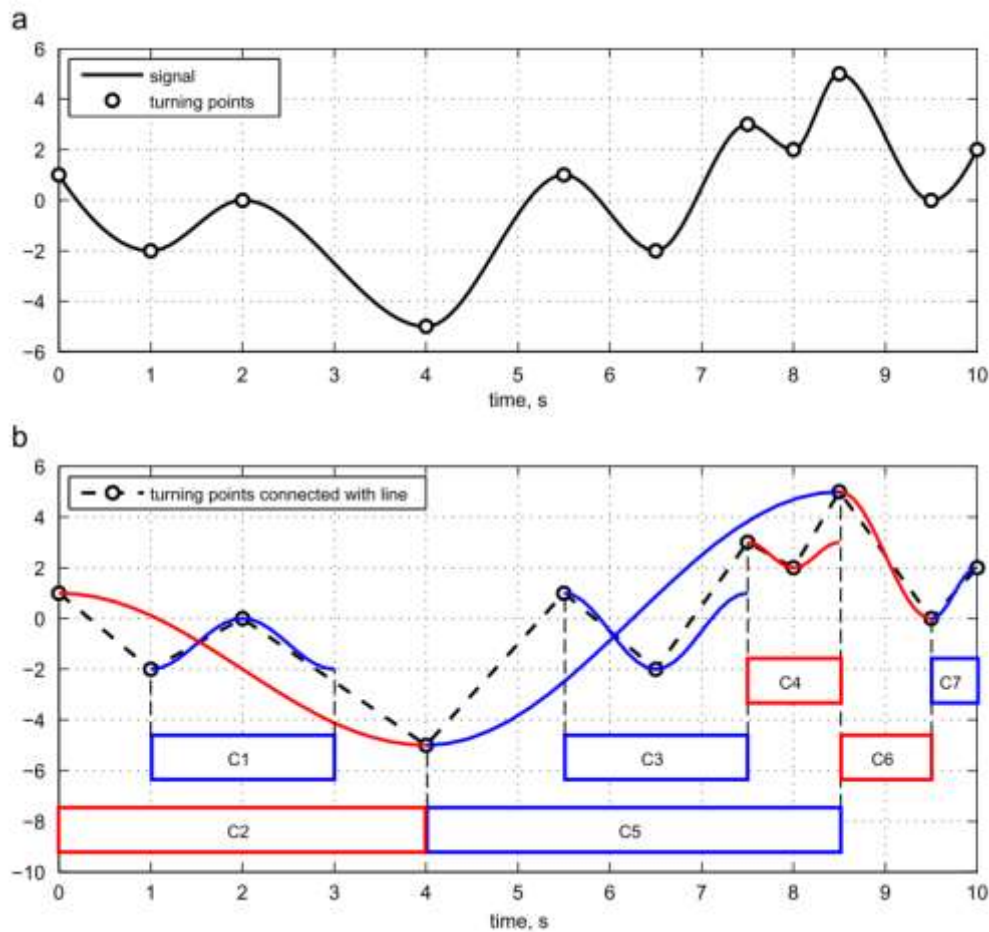 a
6
signal
4
turning points
2
0
−2
−4
−6
0 1 2 3 4 5 6 7 8 9 10
time, s
b
6
turning points connected with line
4
2
0
−2
C4 C7
−4
C1 C3 C6
−6
−8
C2 C5
−10
0 1 2 3 4 5 6 7 8 9 10
time, s